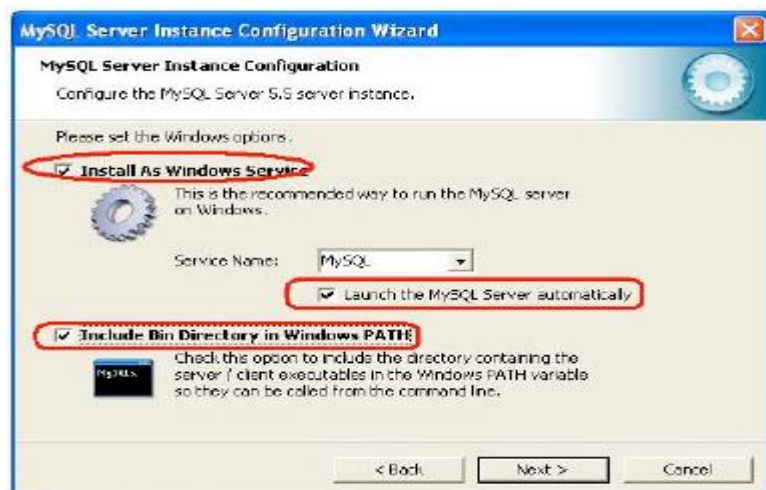 MySQL Server Instance Configuration Wizard
MySQL Server Instance Configuration
Configure the MySQL Server 5.5 server instance.
Please set the Windows options.
Install As Windows Service
This is the recommended way to run the MySQL server
on Windows.
Service Name: MySQL
Launch the MySQL Server automatically
Include Bin Directory in Windows PATH
Check this option to include the directory containing the
server / client executables in the Windows PATH variable
so they can be called from the command line.
< Back Next > Cancel